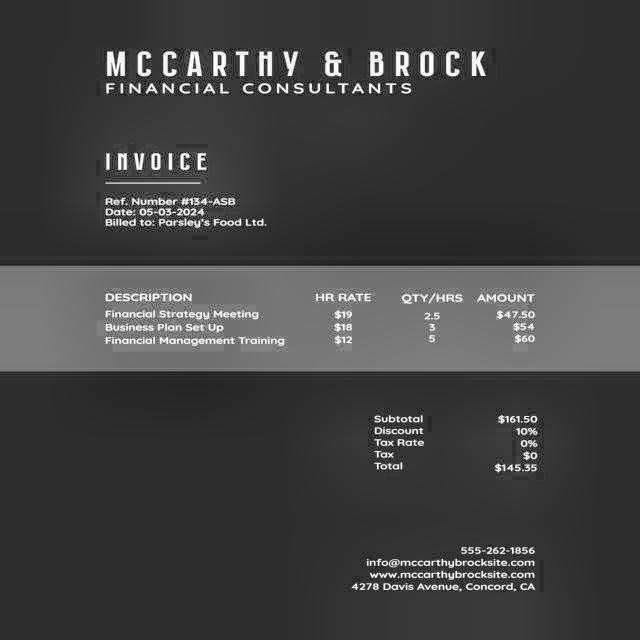 MCCARTHY & BROCK
FINANCIAL CONSULTANTS
INVOICE
Ref. Number #134-ASB
Date: 05-03-2024
Billed to: Parsley's Food Ltd.
DESCRIPTION HR RATE QTY/HRS AMOUNT
Financial Strategy Meeting $19 2.5 $47.50
Business Plan Set Up $18 3 $54
Financial Management Training $12 5 $60
Subtotal $161.50
Discount 10%
Tax Rate 0%
Tax $0
Total $145.35
555-262-1856
info@mccarthybrocksite.com
www.mccarthybrocksite.com
4278 Davis Avenue, Concord, CA